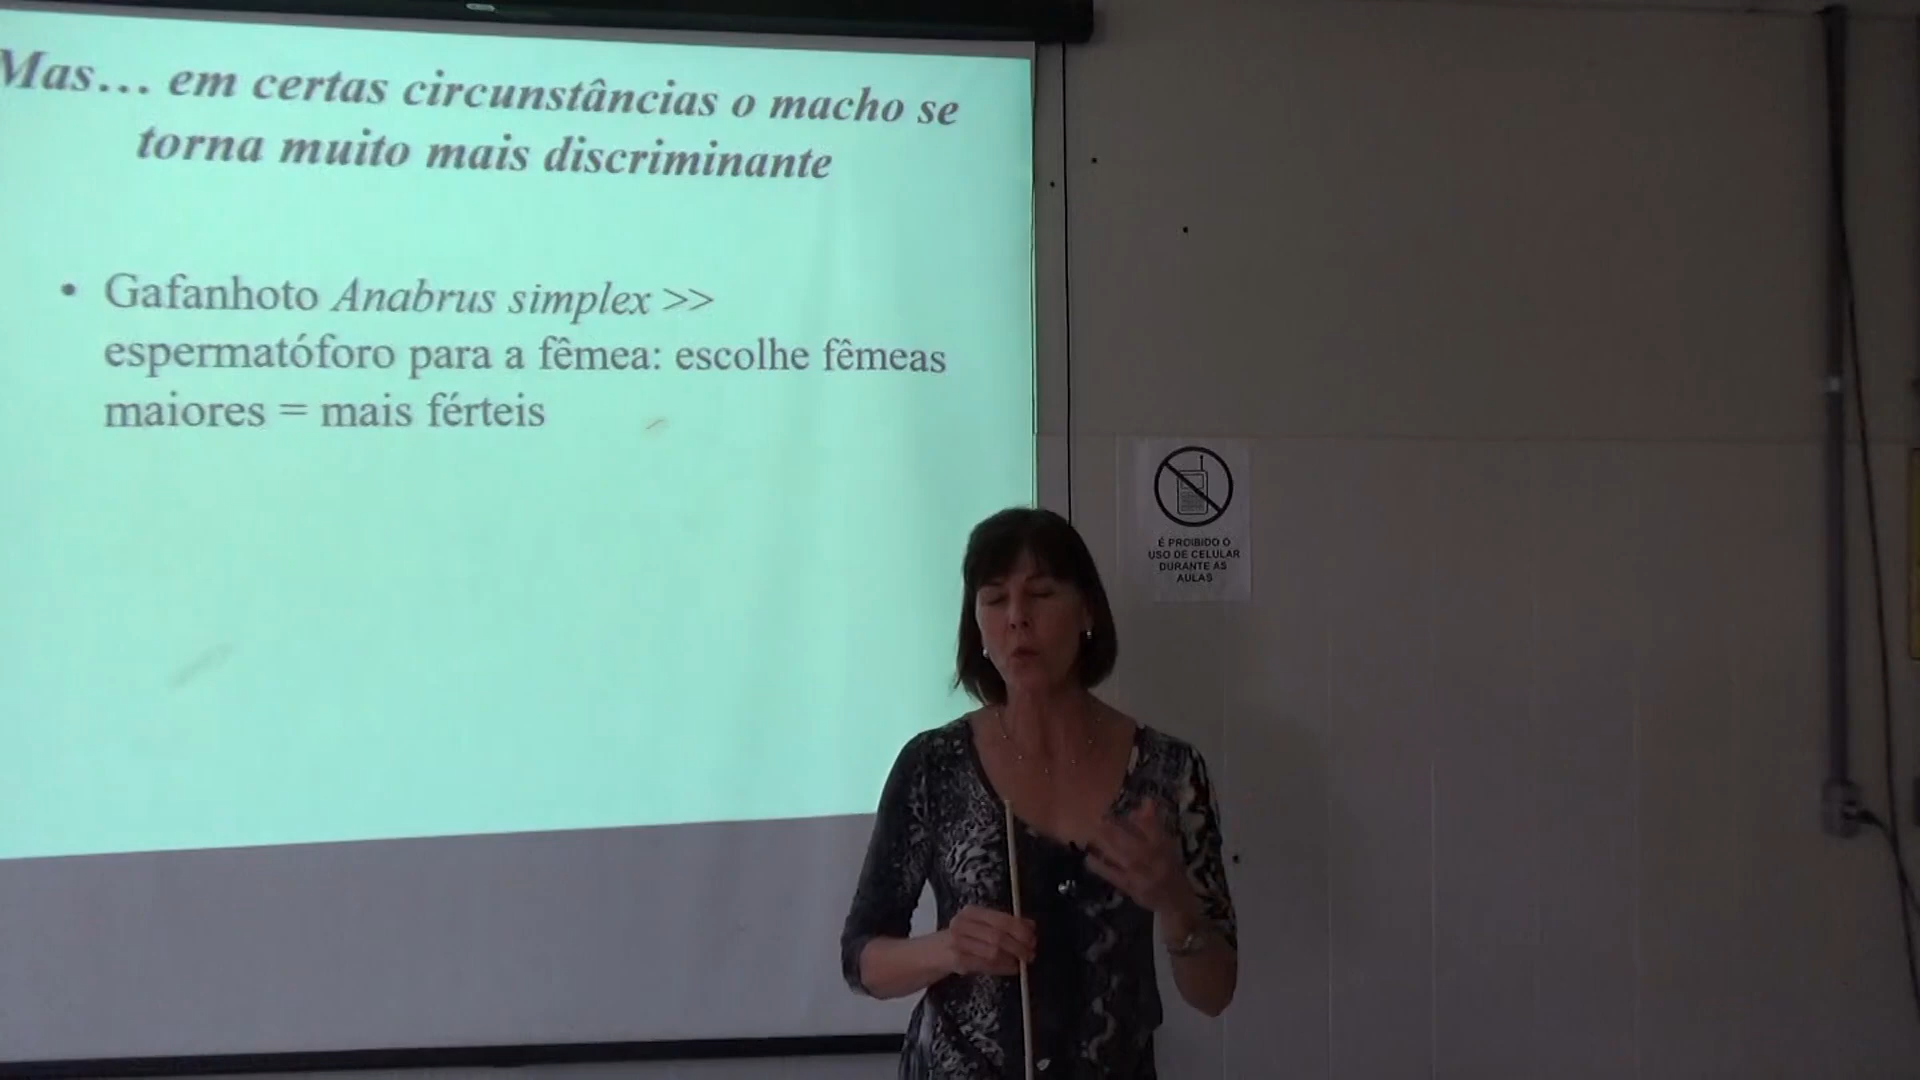 Mas... em certas circunstâncias o macho se
torna muito mais discriminante
• Gafanhoto Anabrus simplex >>
espermatóforo para a fêmea: escolhe fêmeas
maiores = mais férteis
É PROIBIDO O
USO DE CELULAR
DURANTE AS
AULAS